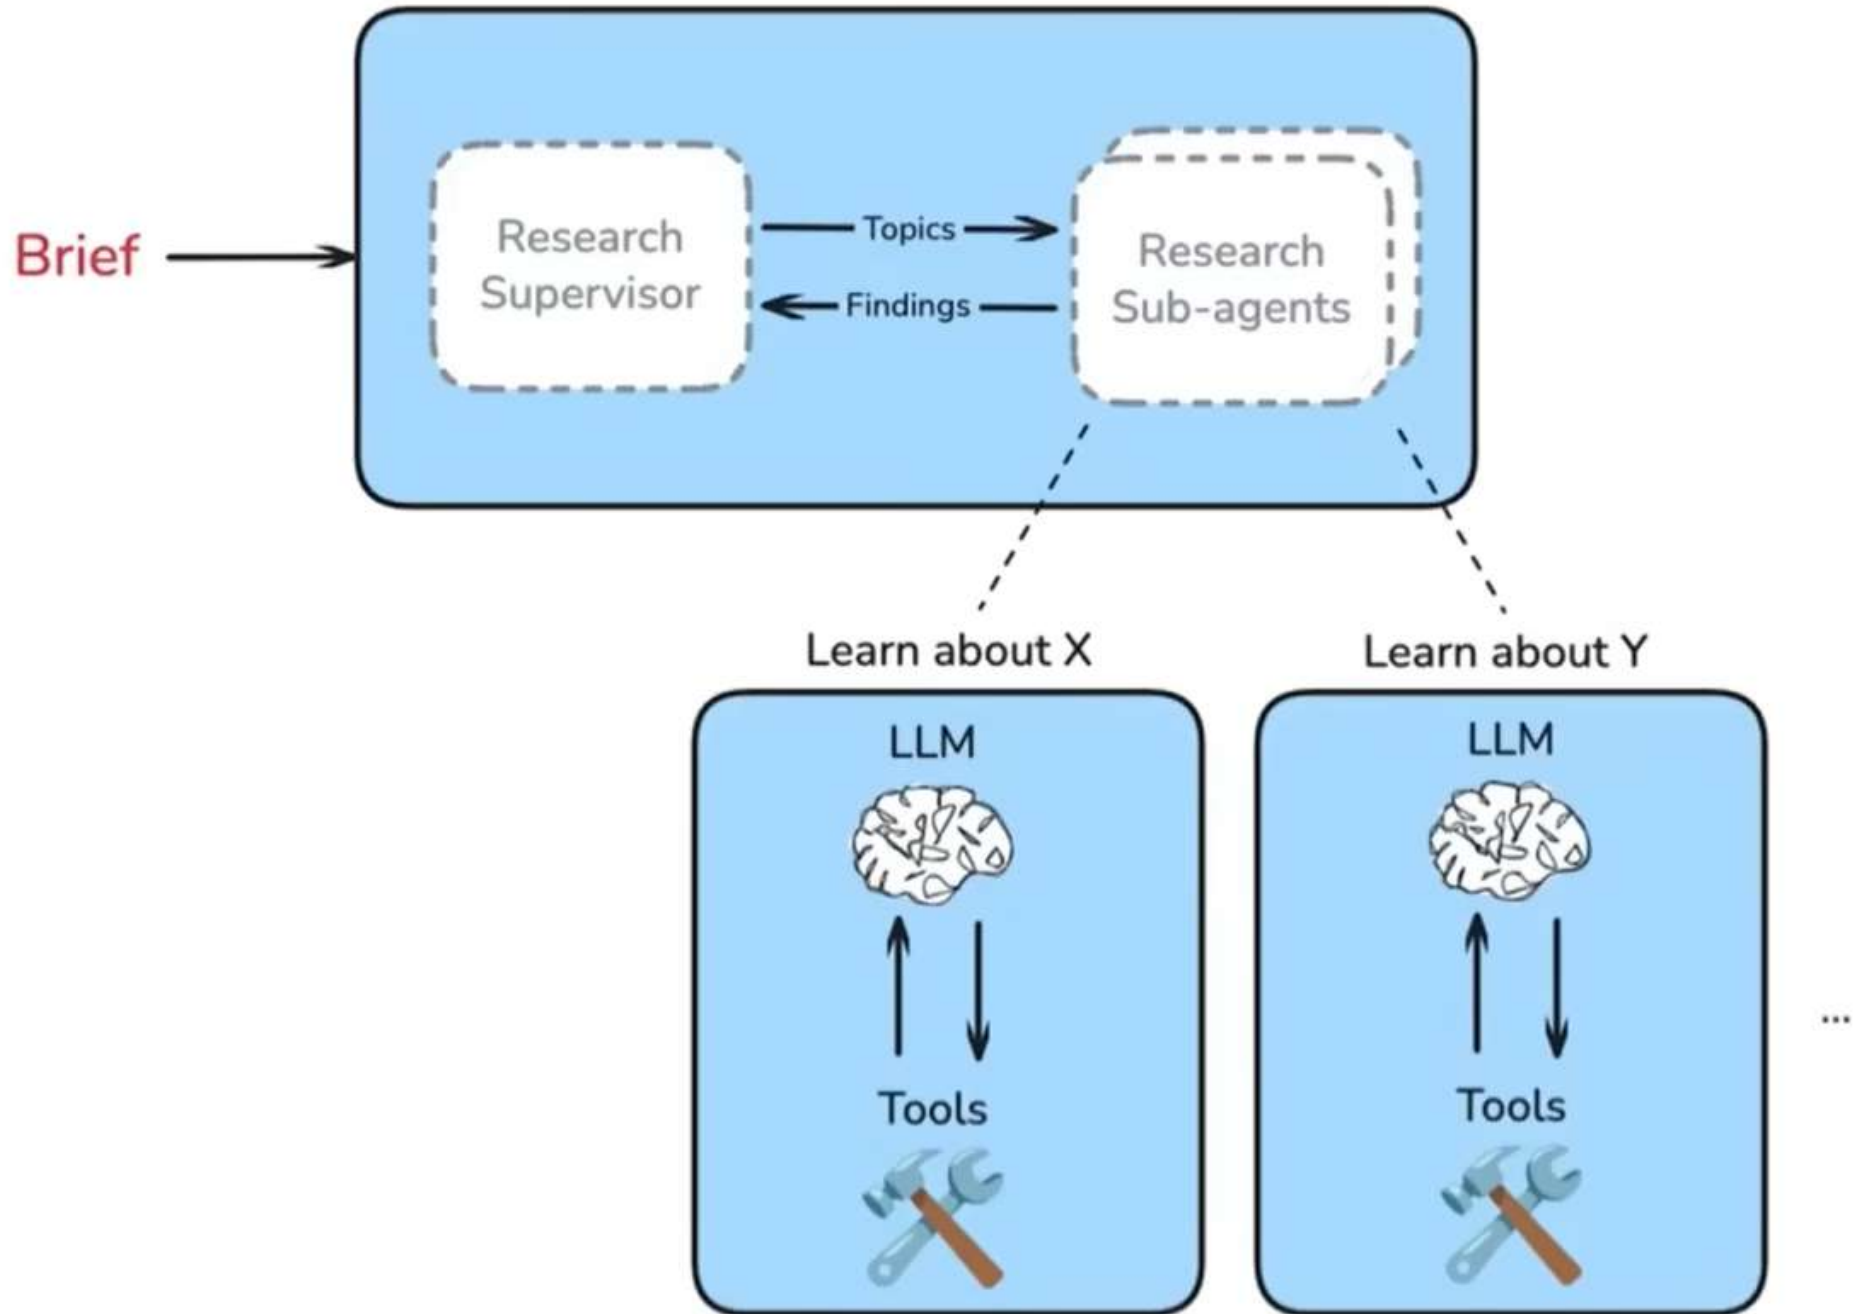 Brief
Research
Supervisor
Topics
Findings
Research
Sub-agents
Learn about X
Learn about Y
LLM
LLM
Tools
Tools
...